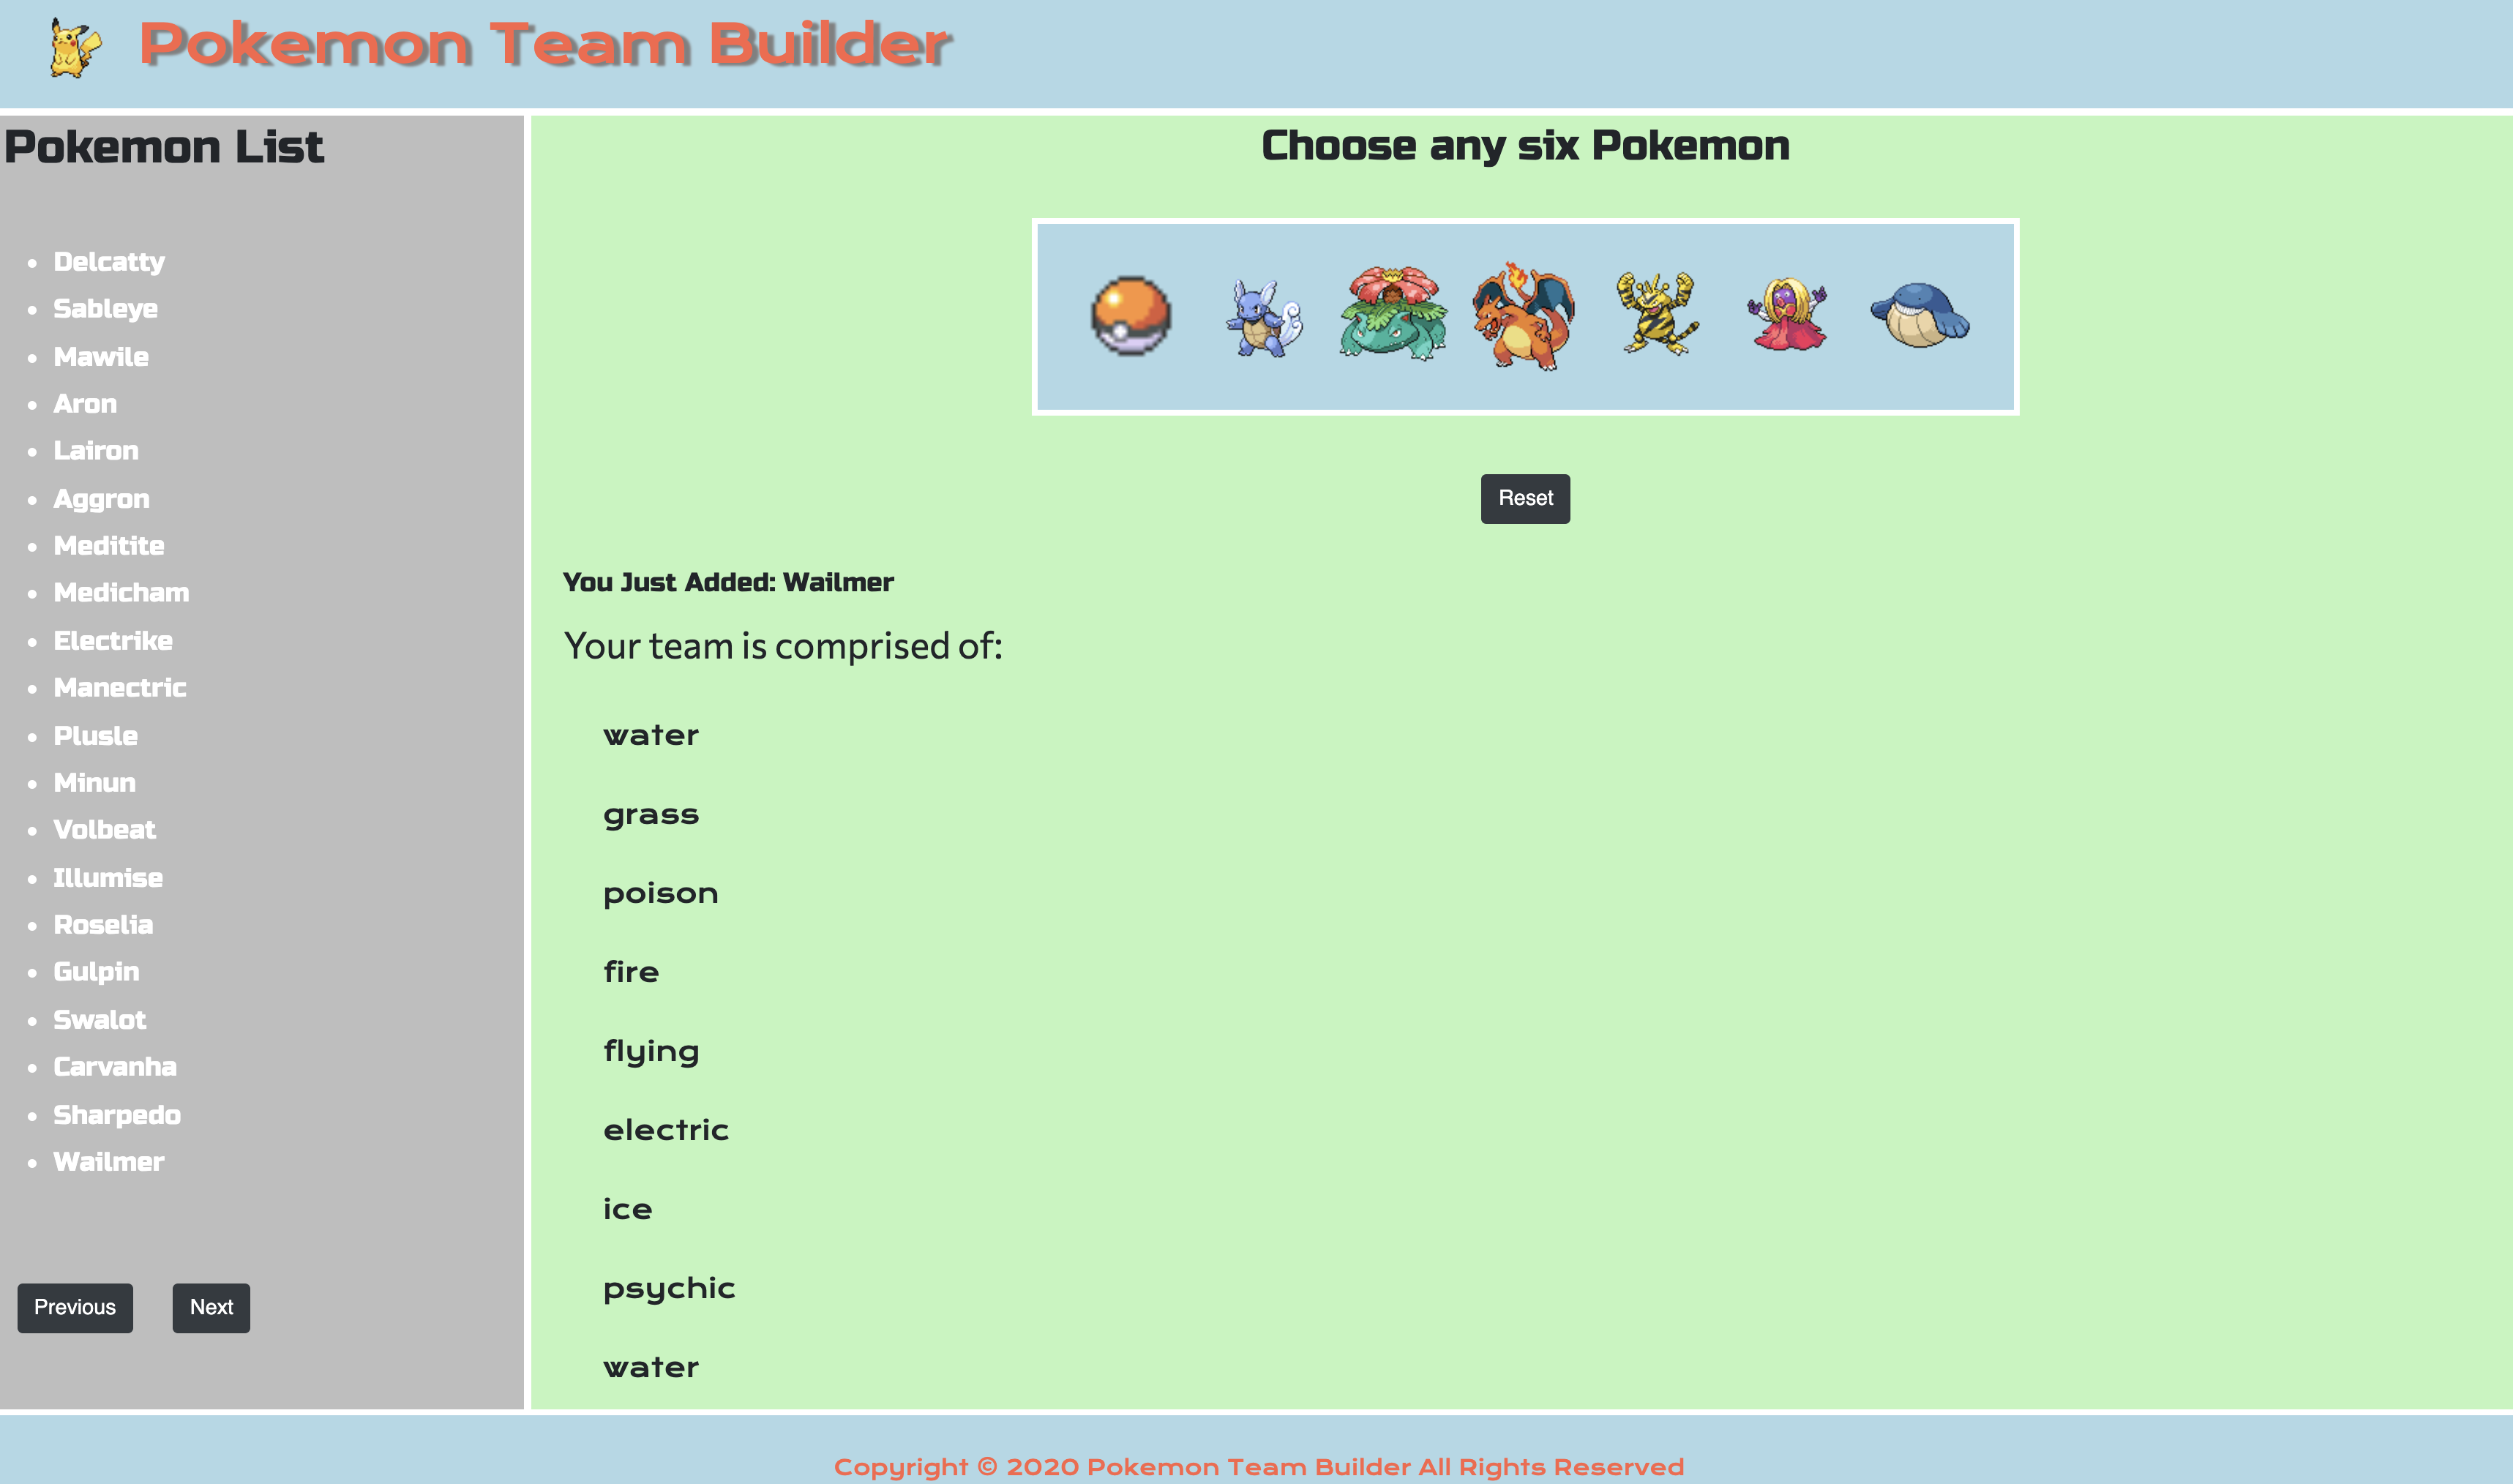 Pokemon Team Builder
Pokemon List
Delcatty
Sableye
Mawile
Aron
Lairon
Aggron
Meditite
Medicham
Electrike
Manectric
Plusle
Minun
Volbeat
Illumise
Roselia
Gulpin
Swalot
Carvanha
Sharpedo
Wailmer
Previous Next
Choose any six Pokemon
Reset
You Just Added: Wailmer
Your team is comprised of:
water
grass
poison
fire
flying
electric
ice
psychic
water
Copyright © 2020 Pokemon Team Builder All Rights Reserved